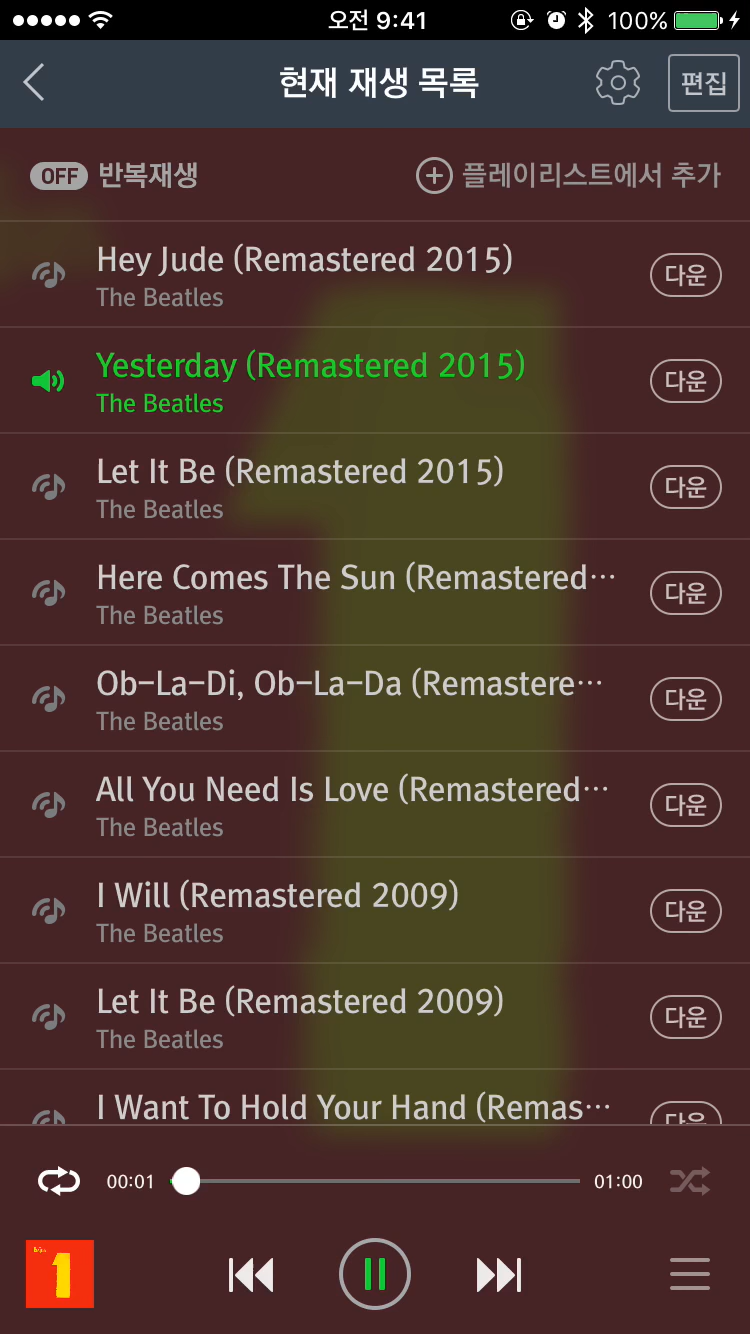 오전 9:41
100%
현재 재생 목록
편집
OFF 반복재생
플레이리스트에서 추가
Hey Jude (Remastered 2015)
The Beatles
다운
Yesterday (Remastered 2015)
The Beatles
다운
Let It Be (Remastered 2015)
The Beatles
다운
Here Comes The Sun (Remastered⋯
The Beatles
다운
Ob-La-Di, Ob-La-Da (Remastere⋯
The Beatles
다운
All You Need Is Love (Remastered⋯
The Beatles
다운
I Will (Remastered 2009)
The Beatles
다운
Let It Be (Remastered 2009)
The Beatles
다운
I Want To Hold Your Hand (Remas⋯
다운
00:01
01:00
1